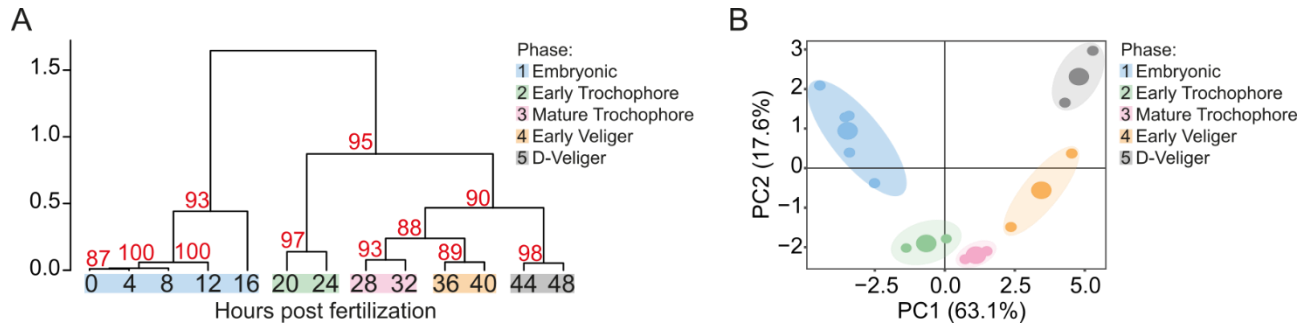 A
1.5
1.0
0.5
0.0
93
87
100
100
95
97
90
88
93
89
98
0 4 8 12 16 20 24 28 32 36 40 44 48
Hours post fertilization
Phase:
1 Embryonic
2 Early Trochophore
3 Mature Trochophore
4 Early Veliger
5 D-Veliger
B
PC2 (17.6%)
3
2
1
0
−1
−2
−2.5 0.0 2.5 5.0
PC1 (63.1%)
Phase:
1 Embryonic
2 Early Trochophore
3 Mature Trochophore
4 Early Veliger
5 D-Veliger